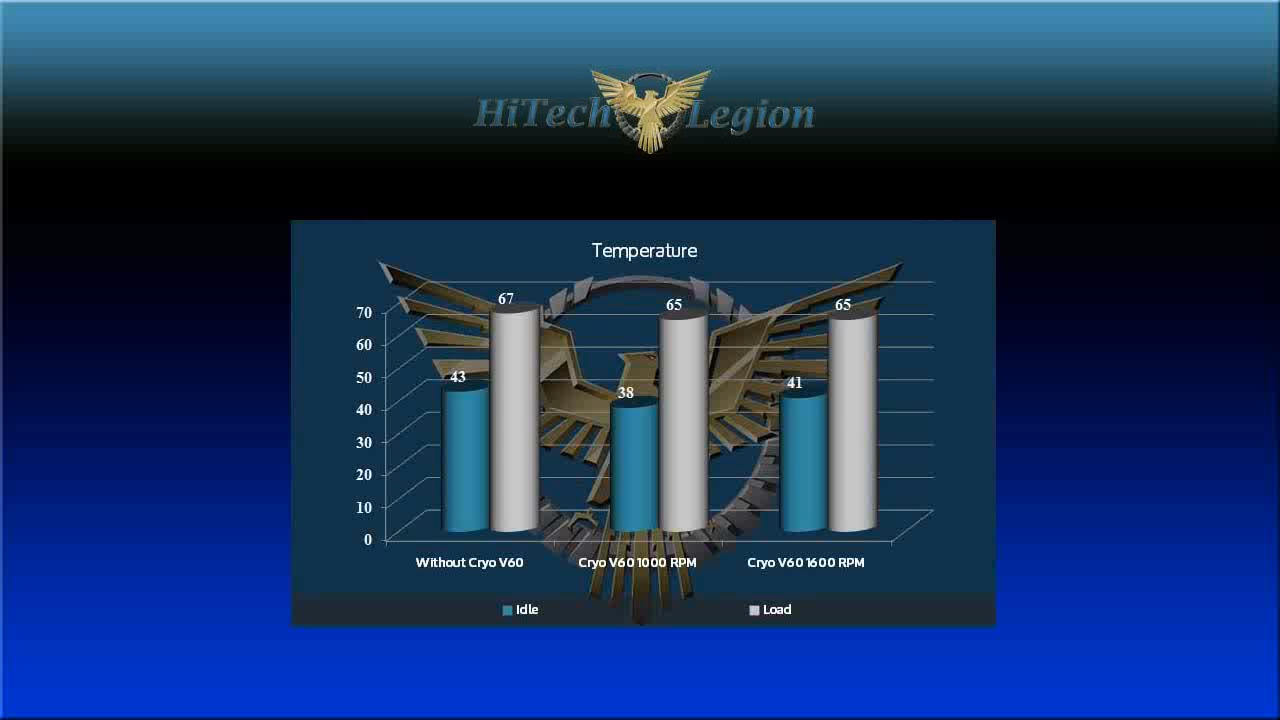 HiTech Legion
Temperature
67
65
65
43
38
41
70
60
50
40
30
20
10
0
Without Cryo V60
Cryo V60 1000 RPM
Cryo V60 1600 RPM
Idle
Load